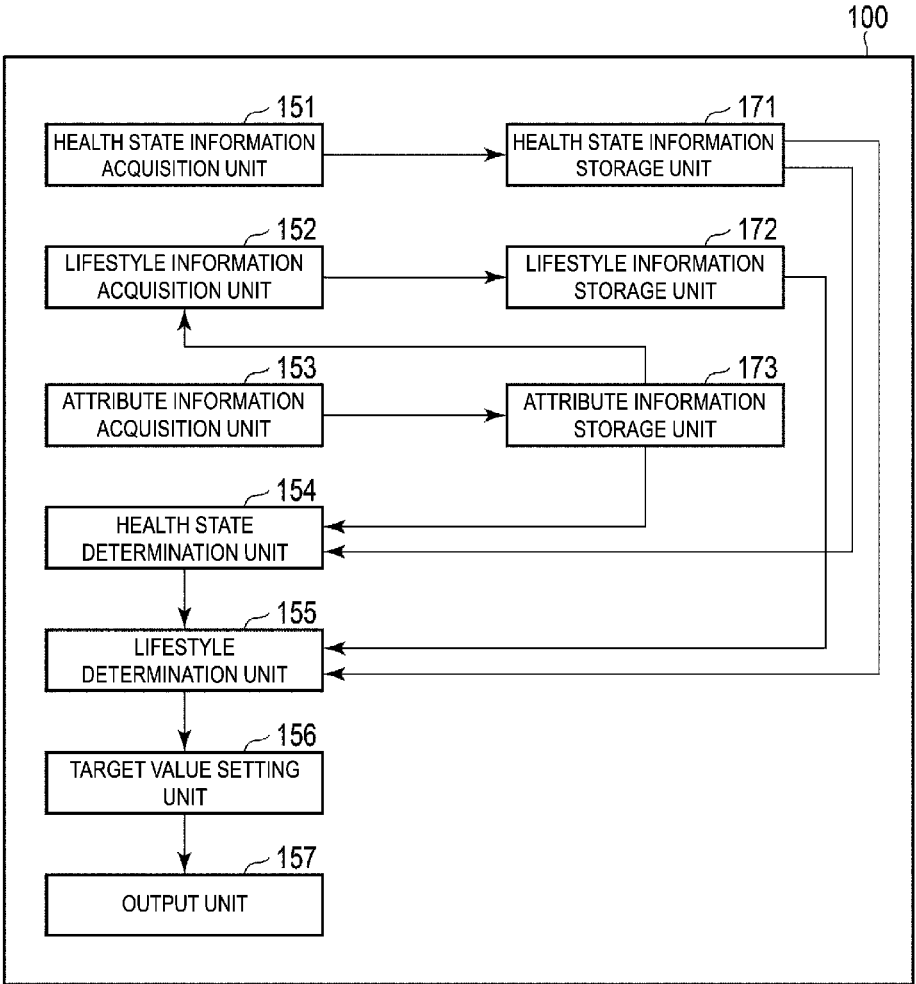 100
151
HEALTH STATE INFORMATION
ACQUISITION UNIT
171
HEALTH STATE INFORMATION
STORAGE UNIT
152
LIFESTYLE INFORMATION
ACQUISITION UNIT
172
LIFESTYLE INFORMATION
STORAGE UNIT
153
ATTRIBUTE INFORMATION
ACQUISITION UNIT
173
ATTRIBUTE INFORMATION
STORAGE UNIT
154
HEALTH STATE
DETERMINATION UNIT
155
LIFESTYLE
DETERMINATION UNIT
156
TARGET VALUE SETTING
UNIT
157
OUTPUT UNIT